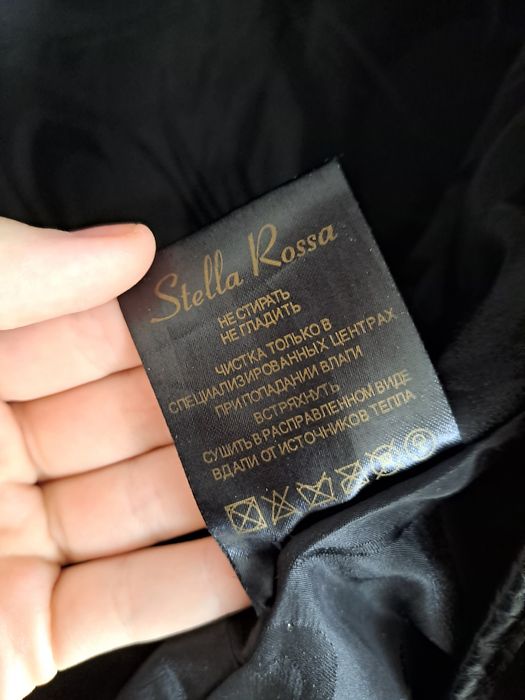 Stella Rossa
НЕ СТИРАТЬ
НЕ ГЛАДИТЬ
ЧИСТКА ТОЛЬКО В
СПЕЦИАЛИЗИРОВАННЫХ ЦЕНТРАХ
ПРИ ПОПАДАНИИ ВЛАГИ
ВСТРЯХНУТЬ
СУШИТЬ В РАСПРАВЛЕННОМ ВИДЕ
ВДАЛИ ОТ ИСТОЧНИКОВ ТЕПЛА